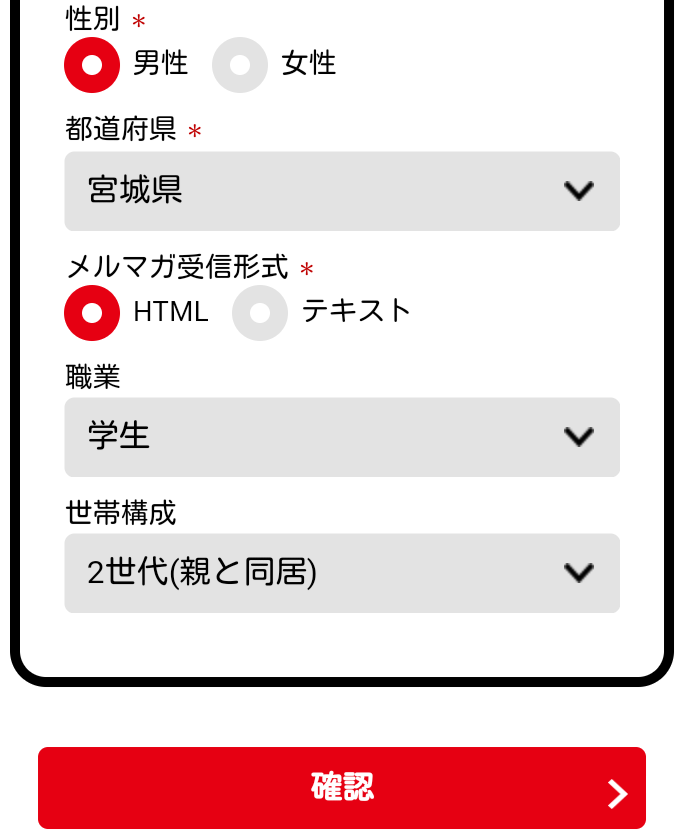 性別 *
男性 女性
都道府県 *
宮城県
メルマガ受信形式 *
HTML テキスト
職業
学生
世帯構成
2世代(親と同居)
確認